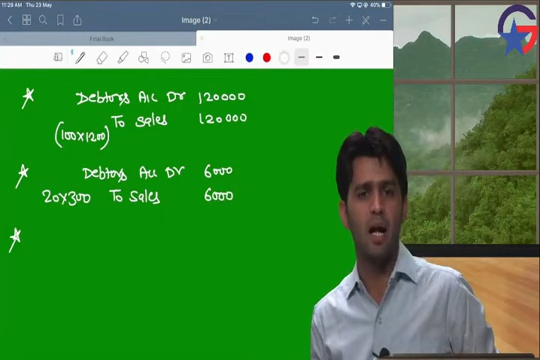 11:29 AM Thu 23 May
40%
Image (2)
Final Book
Image (2)
Debtors A/c Dr 120000
To Sales 120000
(100x1200)
Debtors A/c Dr 6000
20x300 To Sales 6000